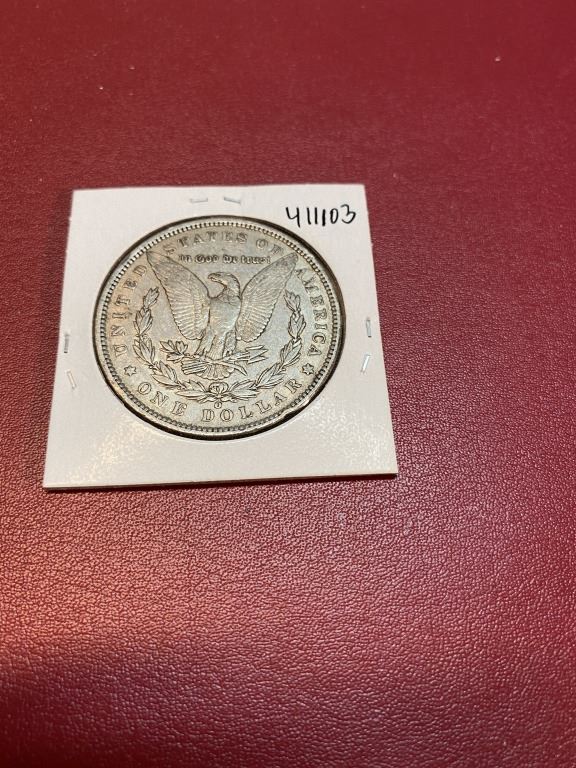 411103
UNITED STATES OF AMERICA
In God We Trust
O
ONE DOLLAR